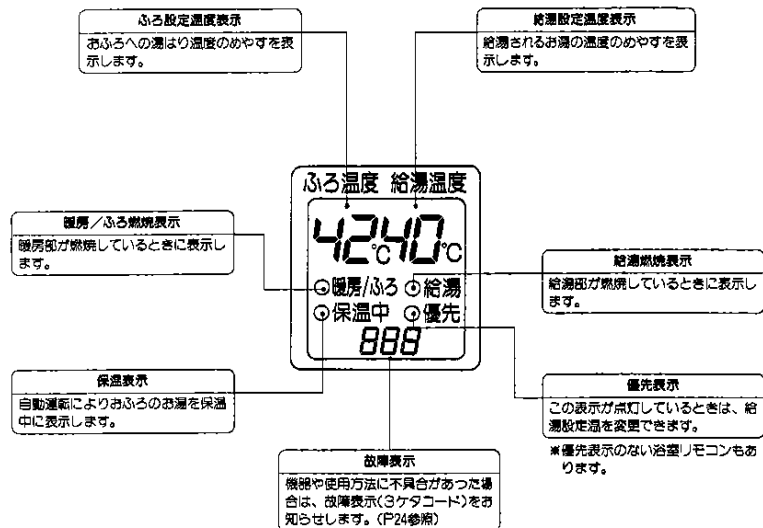 ふろ設定温度表示
おふろへの湯はり温度のめやすを表
示します。
給湯設定温度表示
給湯されるお湯の温度のめやすを表
示します。
ふろ温度 給湯温度
42℃ 40℃
暖房/ふろ 給湯
保温中 優先
888
暖房/ふろ燃焼表示
暖房部が燃焼しているときに表示し
ます。
給湯燃焼表示
給湯部が燃焼しているときに表示し
ます。
保温表示
自動運転によりおふろのお湯を保温
中に表示します。
優先表示
この表示が点灯しているときは、給
湯設定温を変更できます。
※優先表示のない浴室リモコンもあ
ります。
故障表示
機器や使用方法に不具合があった場
合は、故障表示(3ケタコード)をお
知らせします。(P24参照)